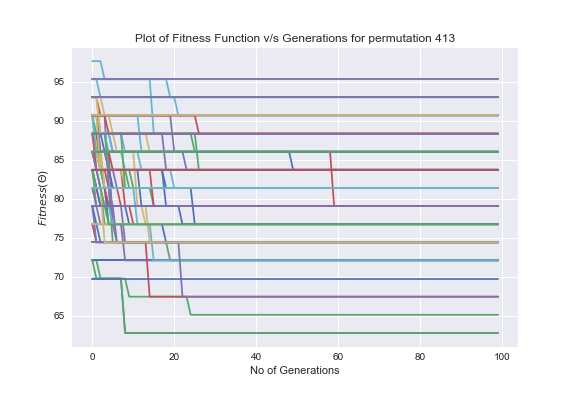 Plot of Fitness Function v/s Generations for permutation 413
95
90
85
80
75
70
65
Fitness(Θ)
0 20 40 60 80 100
No of Generations